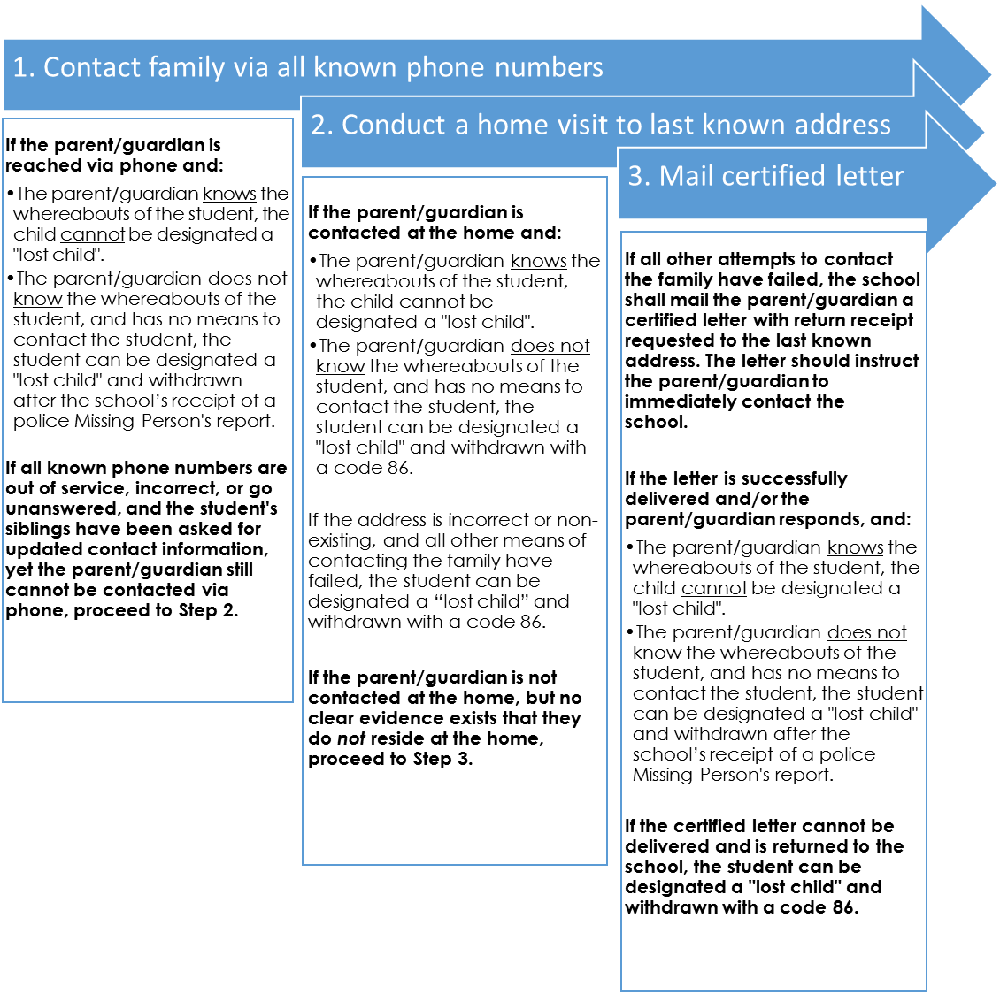 1. Contact family via all known phone numbers
2. Conduct a home visit to last known address
3. Mail certified letter
If the parent/guardian is
reached via phone and:
•The parent/guardian knows the
whereabouts of the student, the
child cannot be designated a
"lost child".
•The parent/guardian does not
know the whereabouts of the
student, and has no means to
contact the student, the
student can be designated a
"lost child" and withdrawn
after the school’s receipt of a
police Missing Person's report.
If all known phone numbers are
out of service, incorrect, or go
unanswered, and the student's
siblings have been asked for
updated contact information,
yet the parent/guardian still
cannot be contacted via
phone, proceed to Step 2.
If the parent/guardian is
contacted at the home and:
•The parent/guardian knows the
whereabouts of the student,
the child cannot be
designated a "lost child".
•The parent/guardian does not
know the whereabouts of the
student, and has no means to
contact the student, the
student can be designated a
"lost child" and withdrawn with
a code 86.
If the address is incorrect or non-
existing, and all other means of
contacting the family have
failed, the student can be
designated a “lost child” and
withdrawn with a code 86.
If the parent/guardian is not
contacted at the home, but no
clear evidence exists that they
do not reside at the home,
proceed to Step 3.
If all other attempts to contact
the family have failed, the school
shall mail the parent/guardian a
certified letter with return receipt
requested to the last known
address. The letter should instruct
the parent/guardian to
immediately contact the
school.
If the letter is successfully
delivered and/or the
parent/guardian responds, and:
•The parent/guardian knows the
whereabouts of the student, the
child cannot be designated a
"lost child".
•The parent/guardian does not
know the whereabouts of the
student, and has no means to
contact the student, the student
can be designated a "lost child"
and withdrawn after the
school’s receipt of a police
Missing Person's report.
If the certified letter cannot be
delivered and is returned to the
school, the student can be
designated a "lost child" and
withdrawn with a code 86.